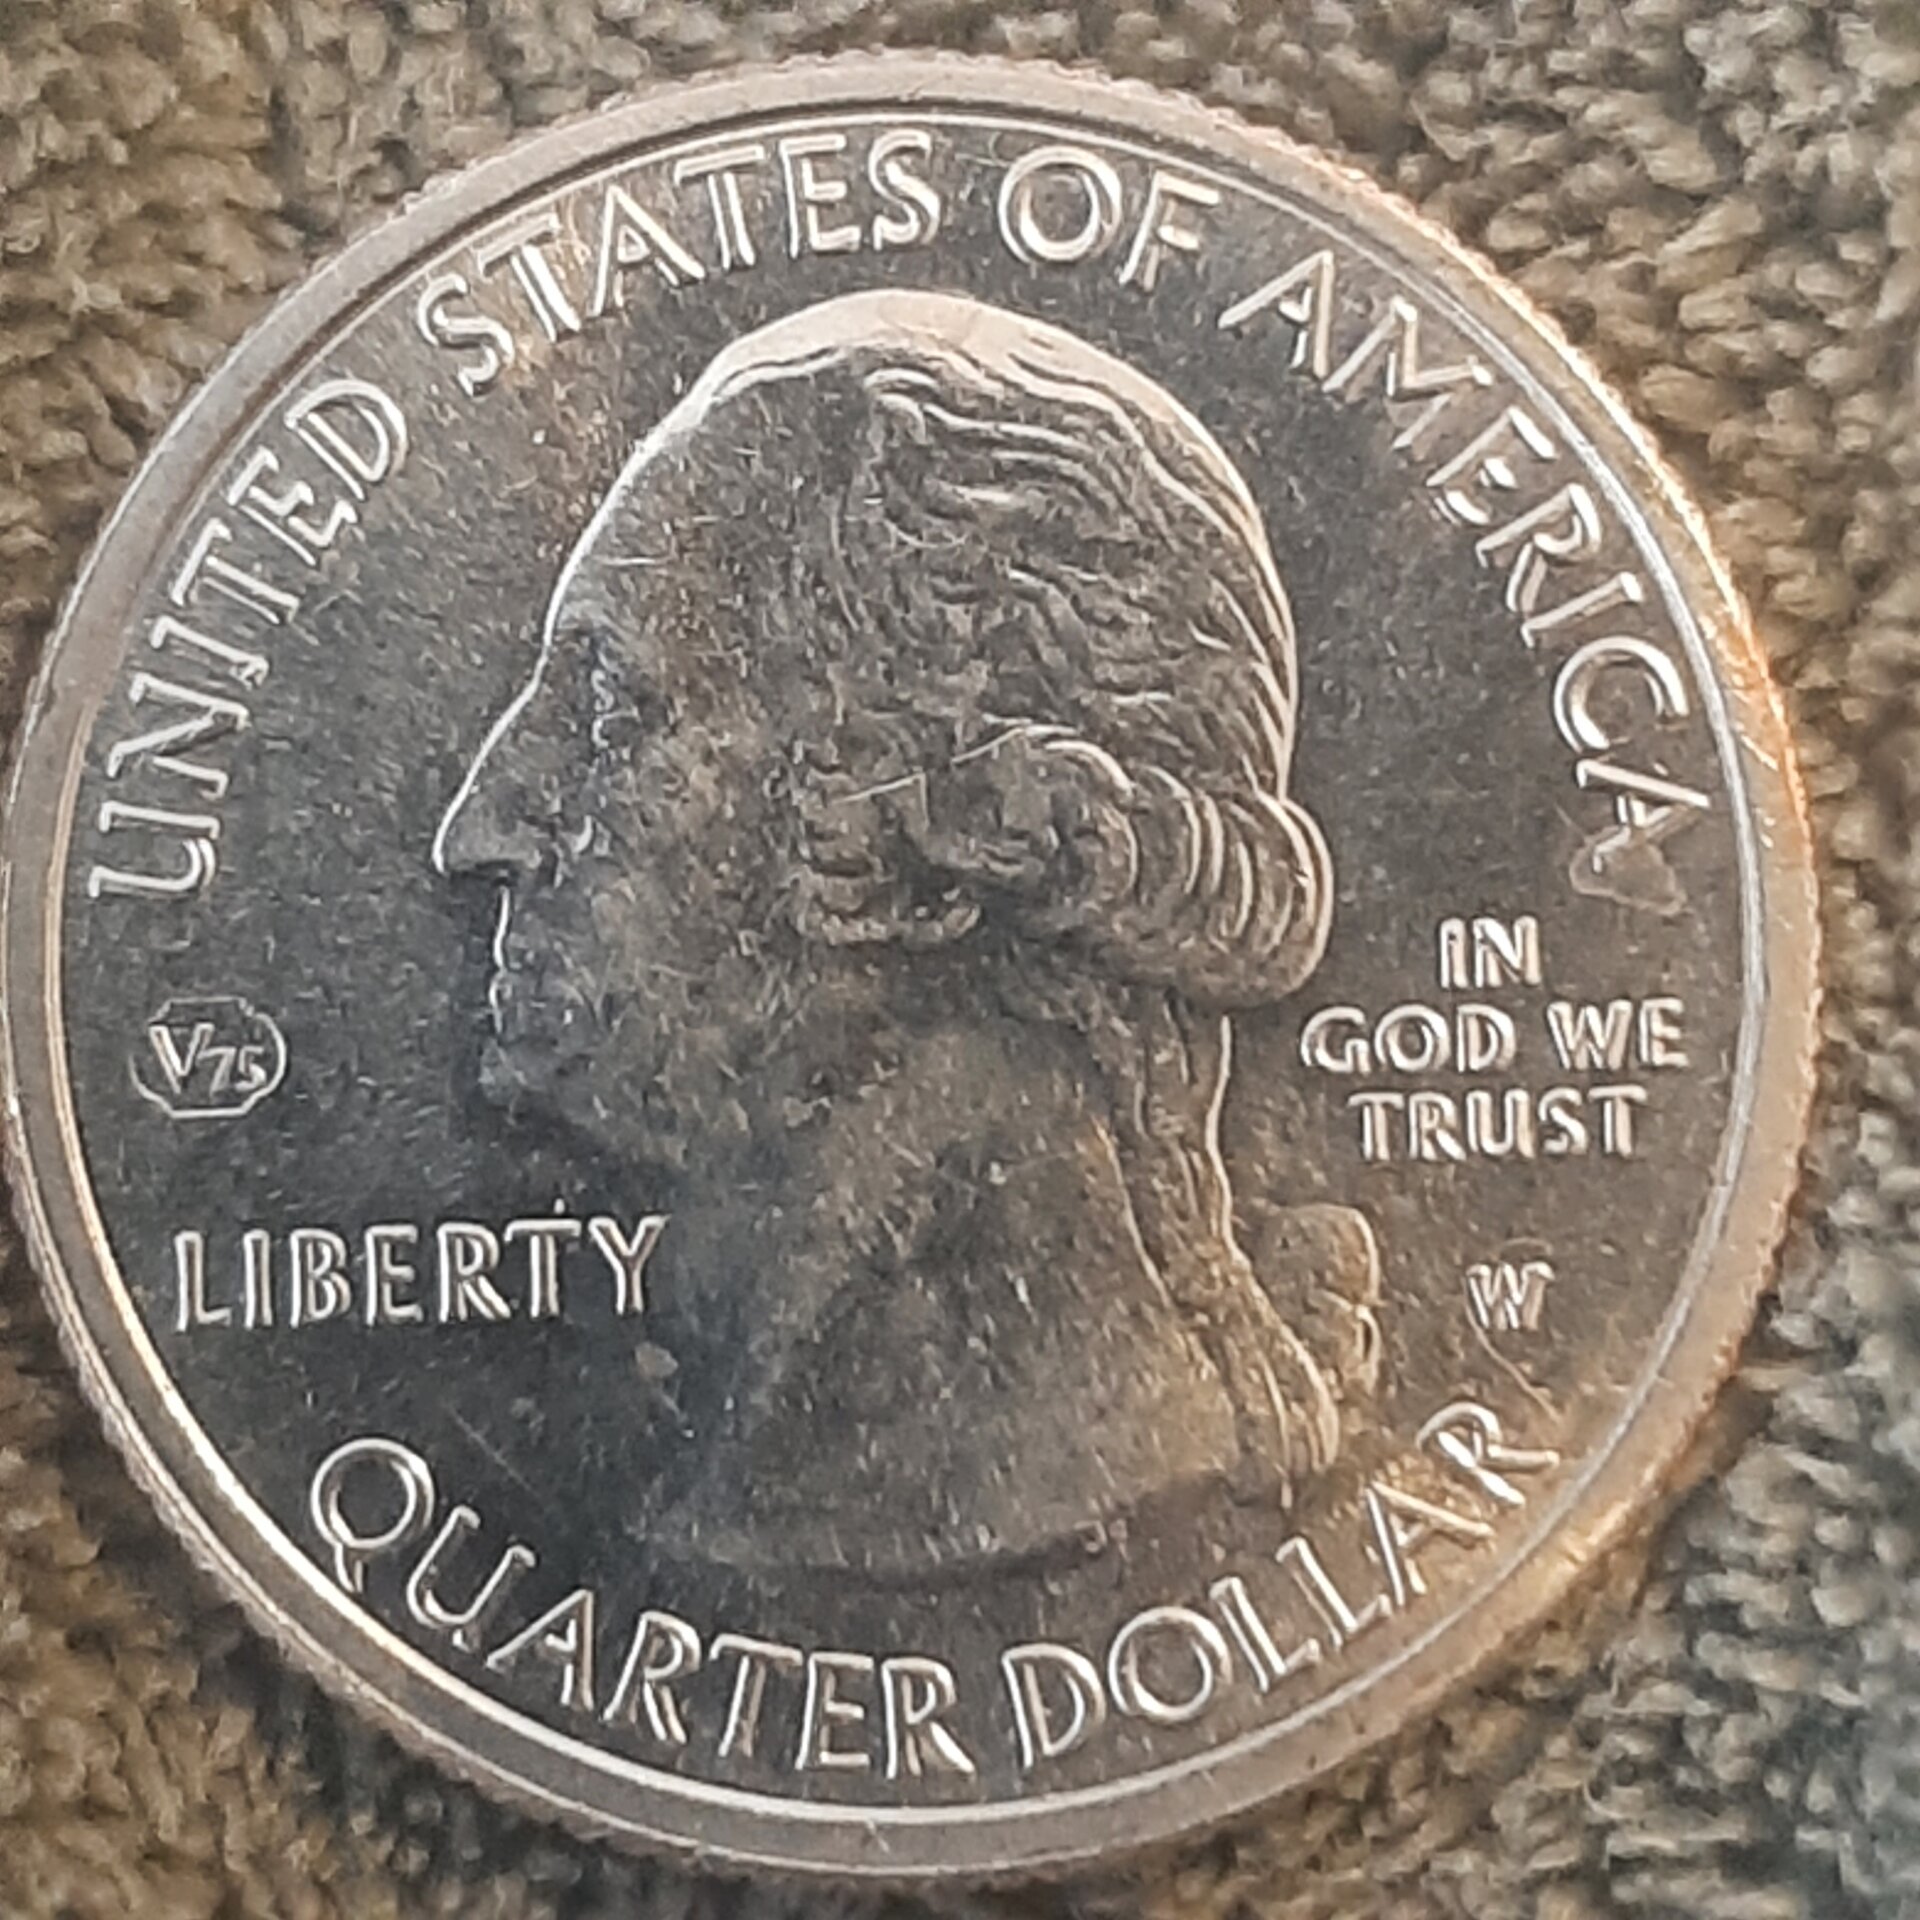 UNITED STATES OF AMERICA
V75
LIBERTY
IN
GOD WE
TRUST
W
QUARTER DOLLAR